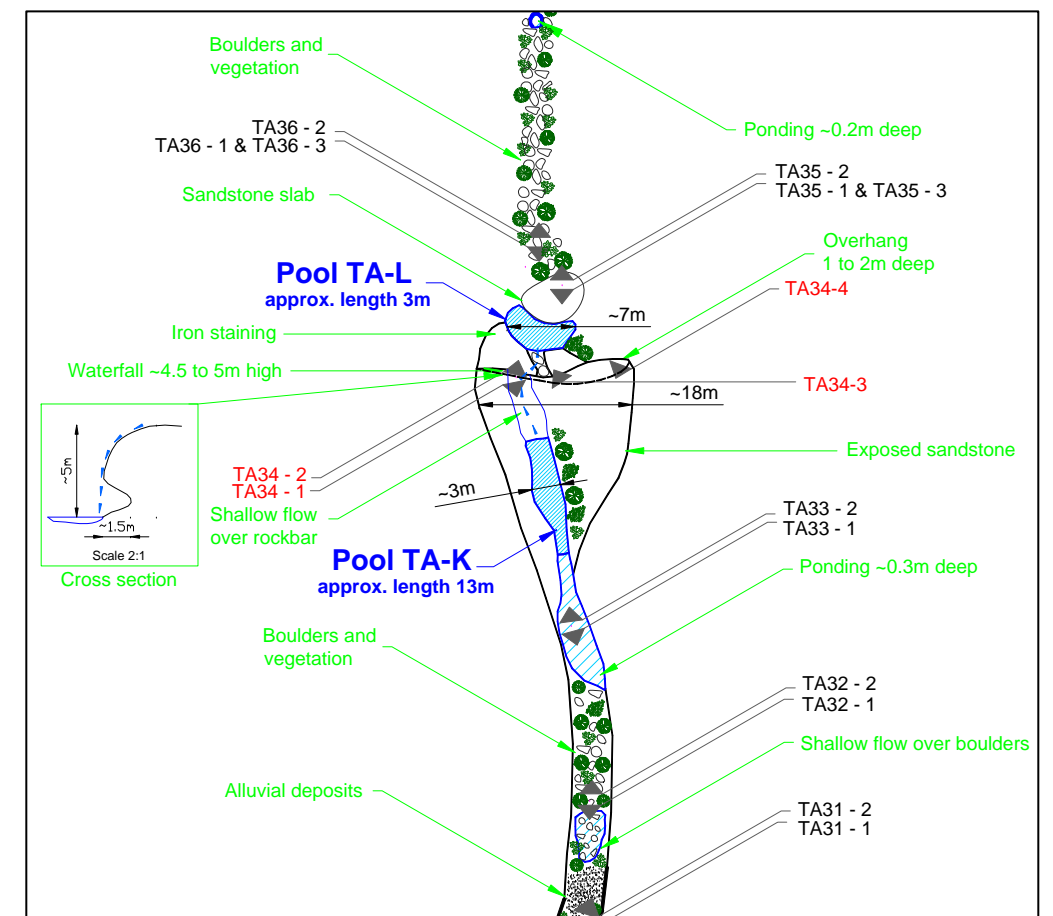 Boulders and
vegetation
Ponding ~0.2m deep
TA36 - 2
TA36 - 1 & TA36 - 3
TA35 - 2
TA35 - 1 & TA35 - 3
Sandstone slab
Overhang
1 to 2m deep
Pool TA-L
approx. length 3m
TA34-4
~7m
Iron staining
Waterfall ~4.5 to 5m high
TA34-3
~18m
Exposed sandstone
~5m
~1.5m
Scale 2:1
Cross section
TA34 - 2
TA34 - 1
~3m
Shallow flow
over rockbar
TA33 - 2
TA33 - 1
Pool TA-K
approx. length 13m
Ponding ~0.3m deep
Boulders and
vegetation
TA32 - 2
TA32 - 1
Shallow flow over boulders
Alluvial deposits
TA31 - 2
TA31 - 1